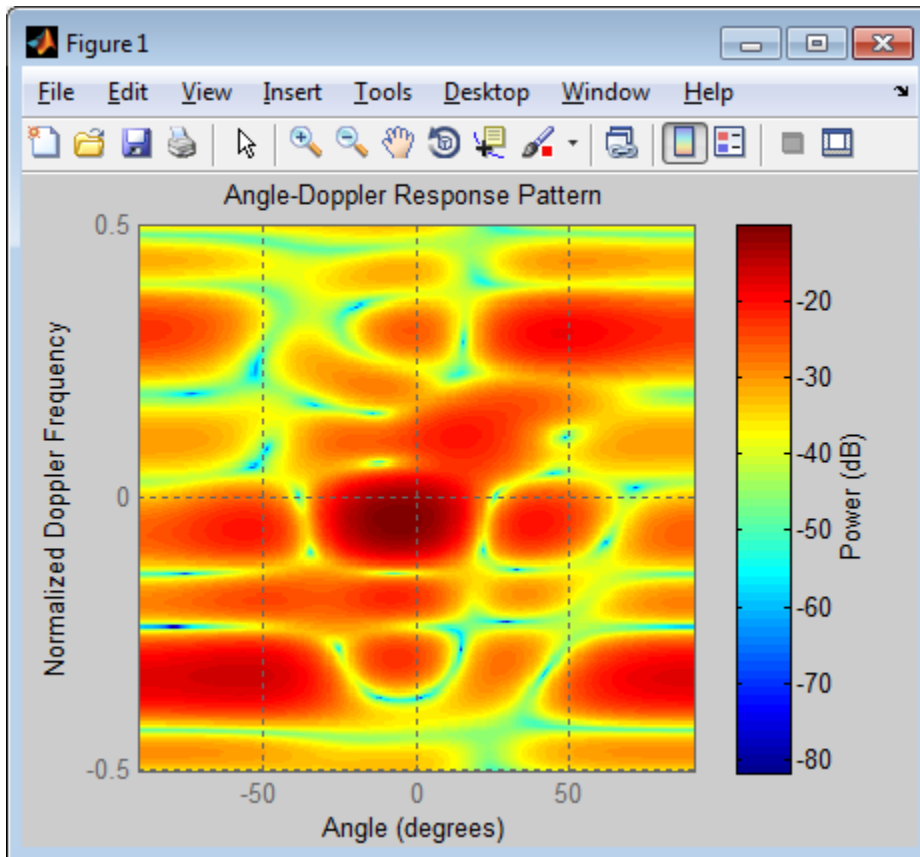 Figure 1
File Edit View Insert Tools Desktop Window Help
Angle-Doppler Response Pattern
0.5
0
-0.5
Normalized Doppler Frequency
-50 0 50
Angle (degrees)
-20
-30
-40
-50
-60
-70
-80
Power (dB)